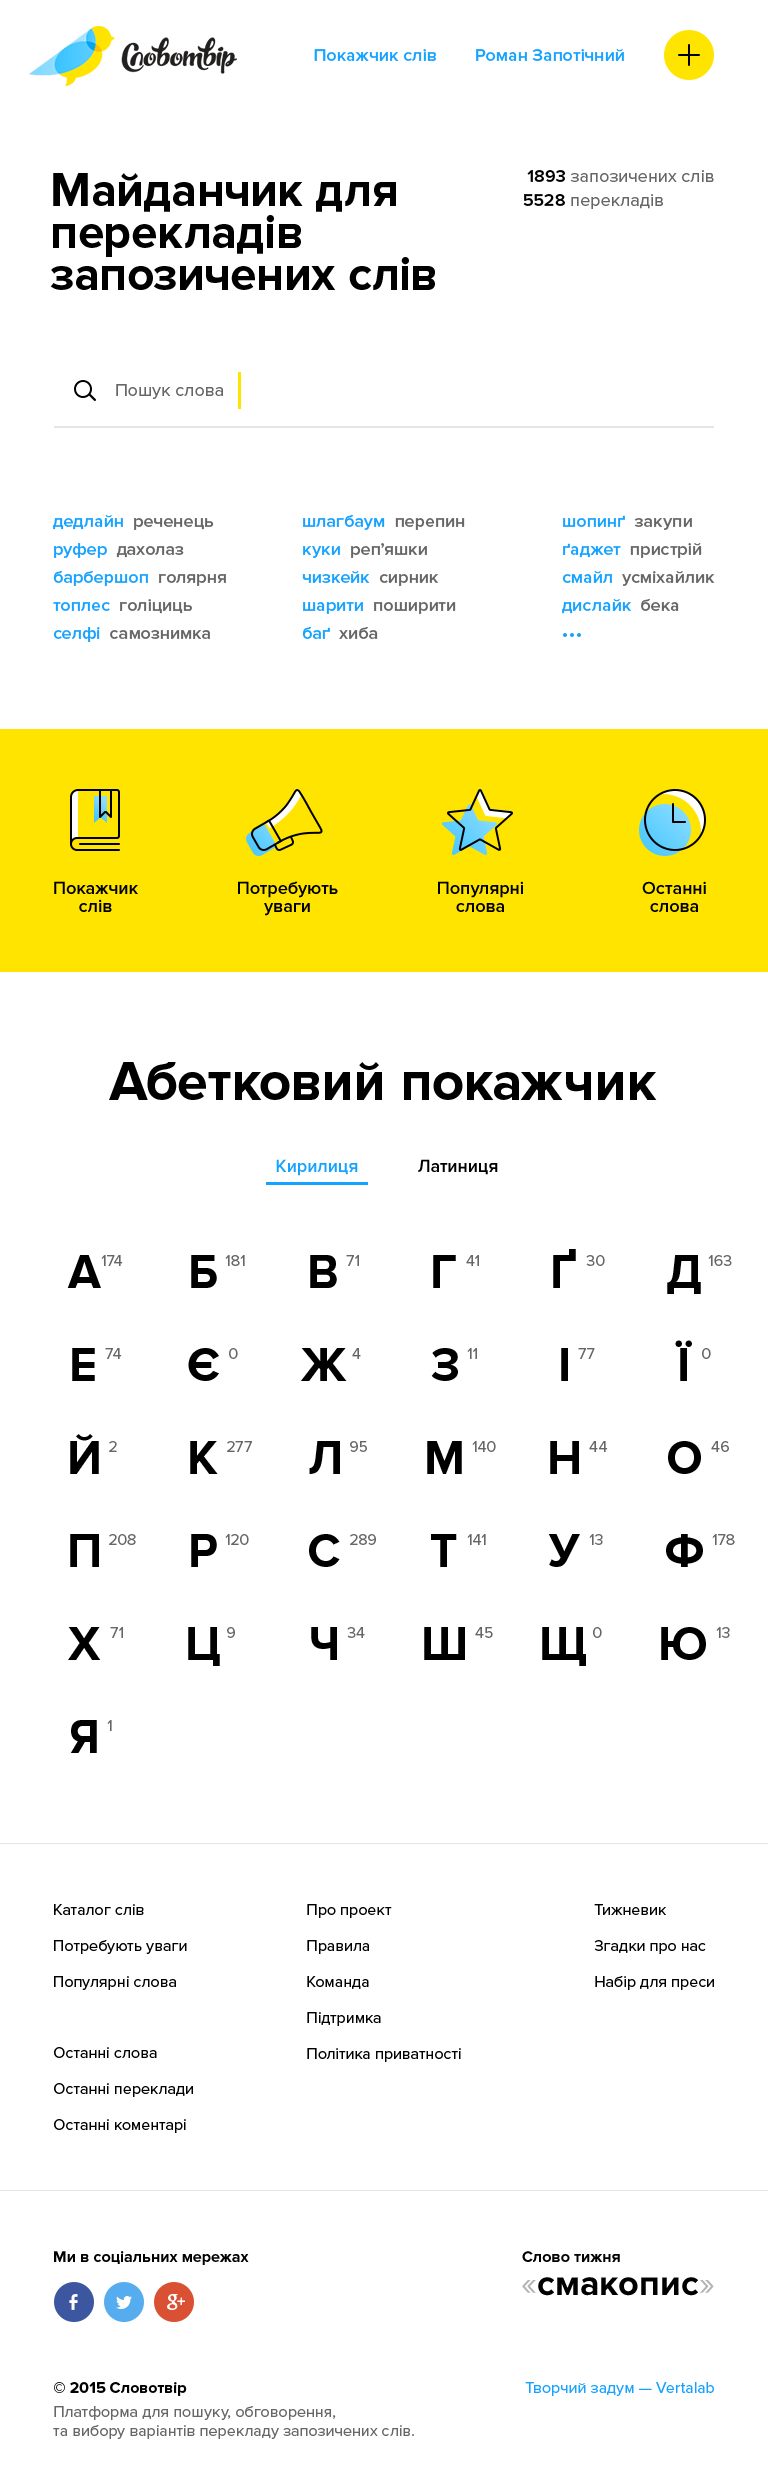 Словотвір
Покажчик слів
Роман Запотічний
Майданчик для
перекладів
запозичених слів
1893 запозичених слів
5528 перекладів
Пошук слова
дедлайн реченець
руфер дахолаз
барбершоп голярня
топлес голіциць
селфі самознимка
шлагбаум перепин
куки реп’яшки
чизкейк сирник
шарити поширити
баґ хиба
шопинґ закупи
ґаджет пристрій
смайл усміхайлик
дислайк бека
•••
Покажчик
слів
Потребують
уваги
Популярні
слова
Останні
слова
Абетковий покажчик
Кирилиця Латиниця
А 174 Б 181 В 71 Г 41 Ґ 30 Д 163
Е 74 Є 0 Ж 4 З 11 І 77 Ї 0
Й 2 К 277 Л 95 М 140 Н 44 О 46
П 208 Р 120 С 289 Т 141 У 13 Ф 178
Х 71 Ц 9 Ч 34 Ш 45 Щ 0 Ю 13
Я 1
Каталог слів
Потребують уваги
Популярні слова
Останні слова
Останні переклади
Останні коментарі
Про проект
Правила
Команда
Підтримка
Політика приватності
Тижневик
Згадки про нас
Набір для преси
Ми в соціальних мережах
f g+
Слово тижня
«смакопис»
© 2015 Словотвір
Платформа для пошуку, обговорення,
та вибору варіантів перекладу запозичених слів.
Творчий задум — Vertalab